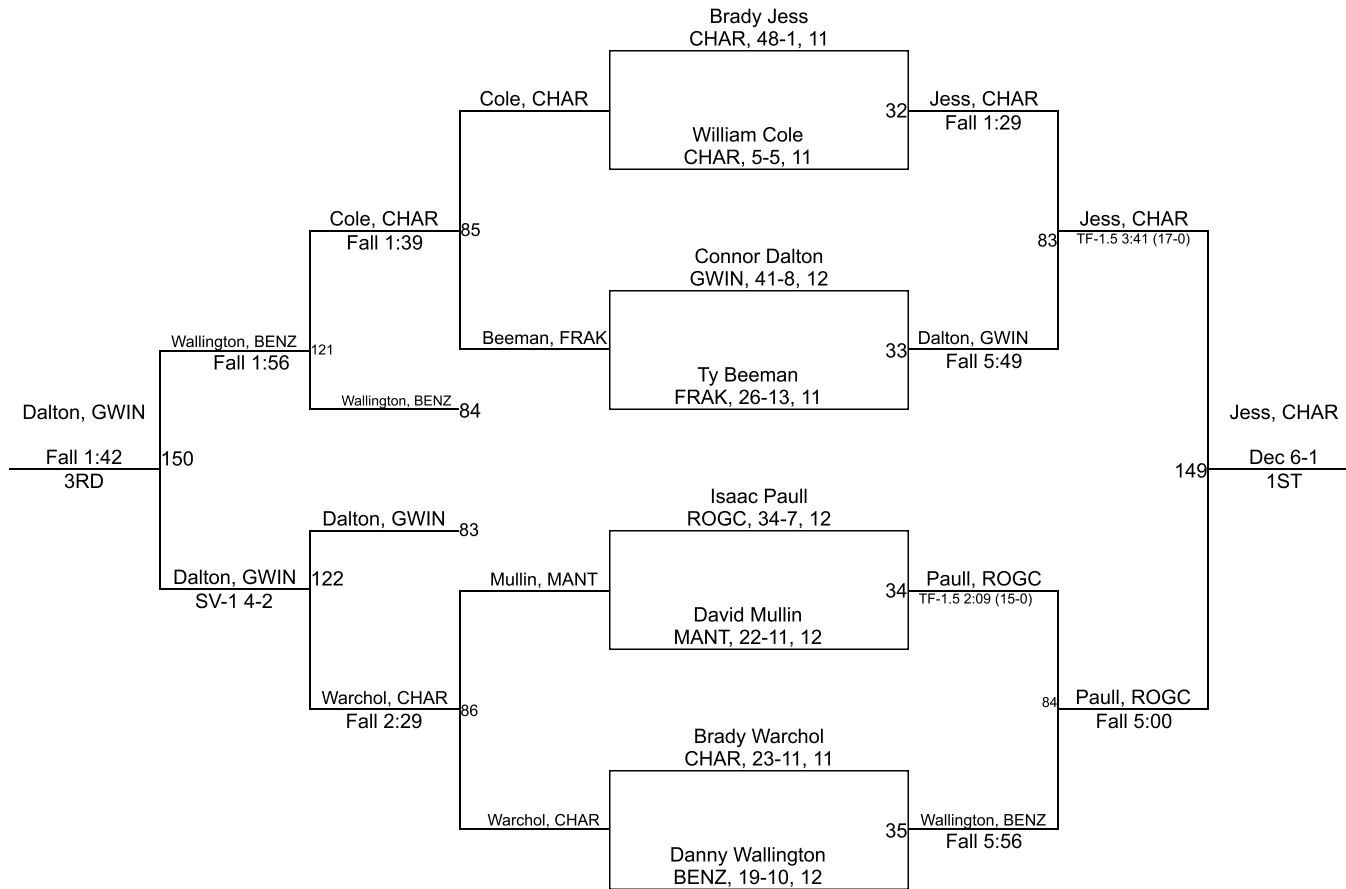 Brady Jess
CHAR, 48-1, 11
Cole, CHAR
32
Jess, CHAR
Fall 1:29
William Cole
CHAR, 5-5, 11
Cole, CHAR
Fall 1:39
85
83
Jess, CHAR
TF-1.5 3:41 (17-0)
Connor Dalton
GWIN, 41-8, 12
Wallington, BENZ
Fall 1:56
121
Beeman, FRAK
33
Dalton, GWIN
Fall 5:49
Ty Beeman
FRAK, 26-13, 11
Wallington, BENZ
84
Dalton, GWIN
Fall 1:42
3RD
150
149
Jess, CHAR
Dec 6-1
1ST
Isaac Paull
ROGC, 34-7, 12
Dalton, GWIN
83
Dalton, GWIN
SV-1 4-2
122
Mullin, MANT
34
Paull, ROGC
TF-1.5 2:09 (15-0)
David Mullin
MANT, 22-11, 12
Warchol, CHAR
Fall 2:29
86
84
Paull, ROGC
Fall 5:00
Brady Warchol
CHAR, 23-11, 11
Warchol, CHAR
35
Wallington, BENZ
Fall 5:56
Danny Wallington
BENZ, 19-10, 12